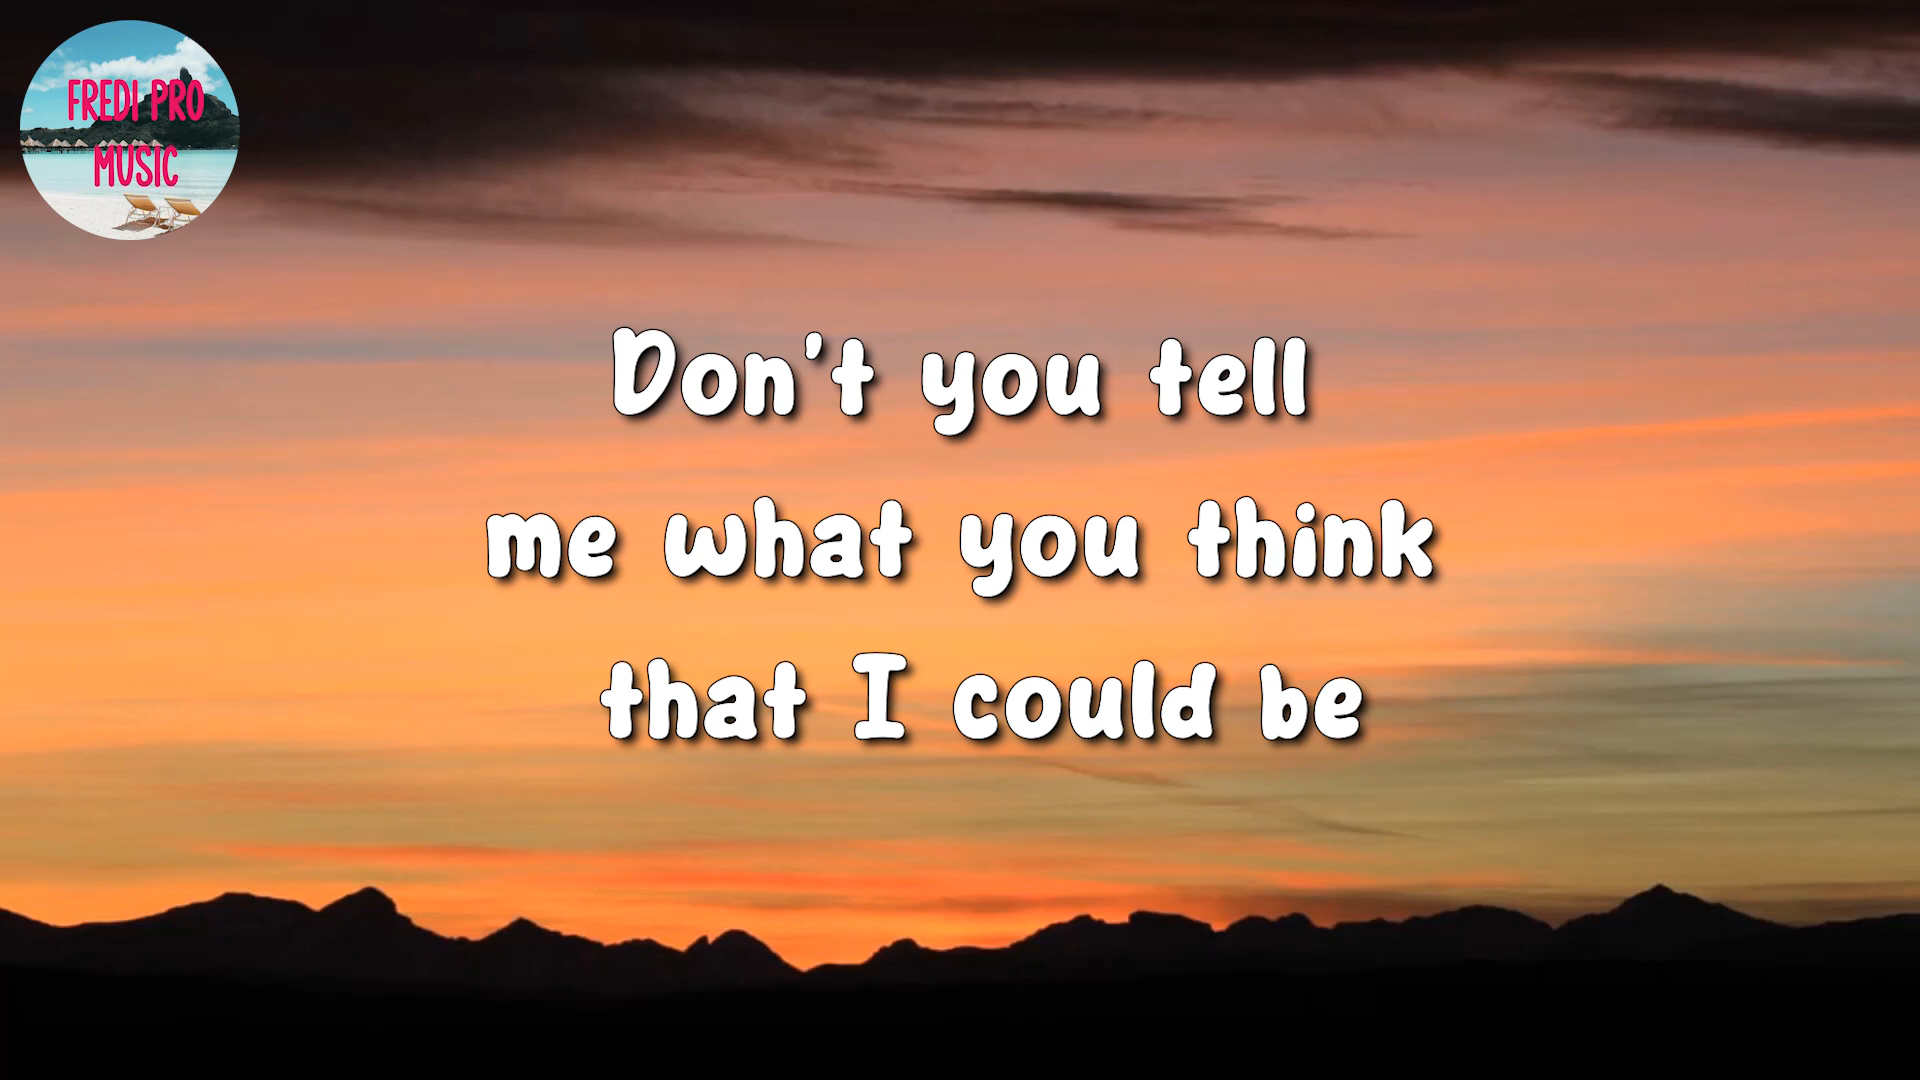 FREDI PRO
MUSIC
Don't you tell
me what you think
that I could be